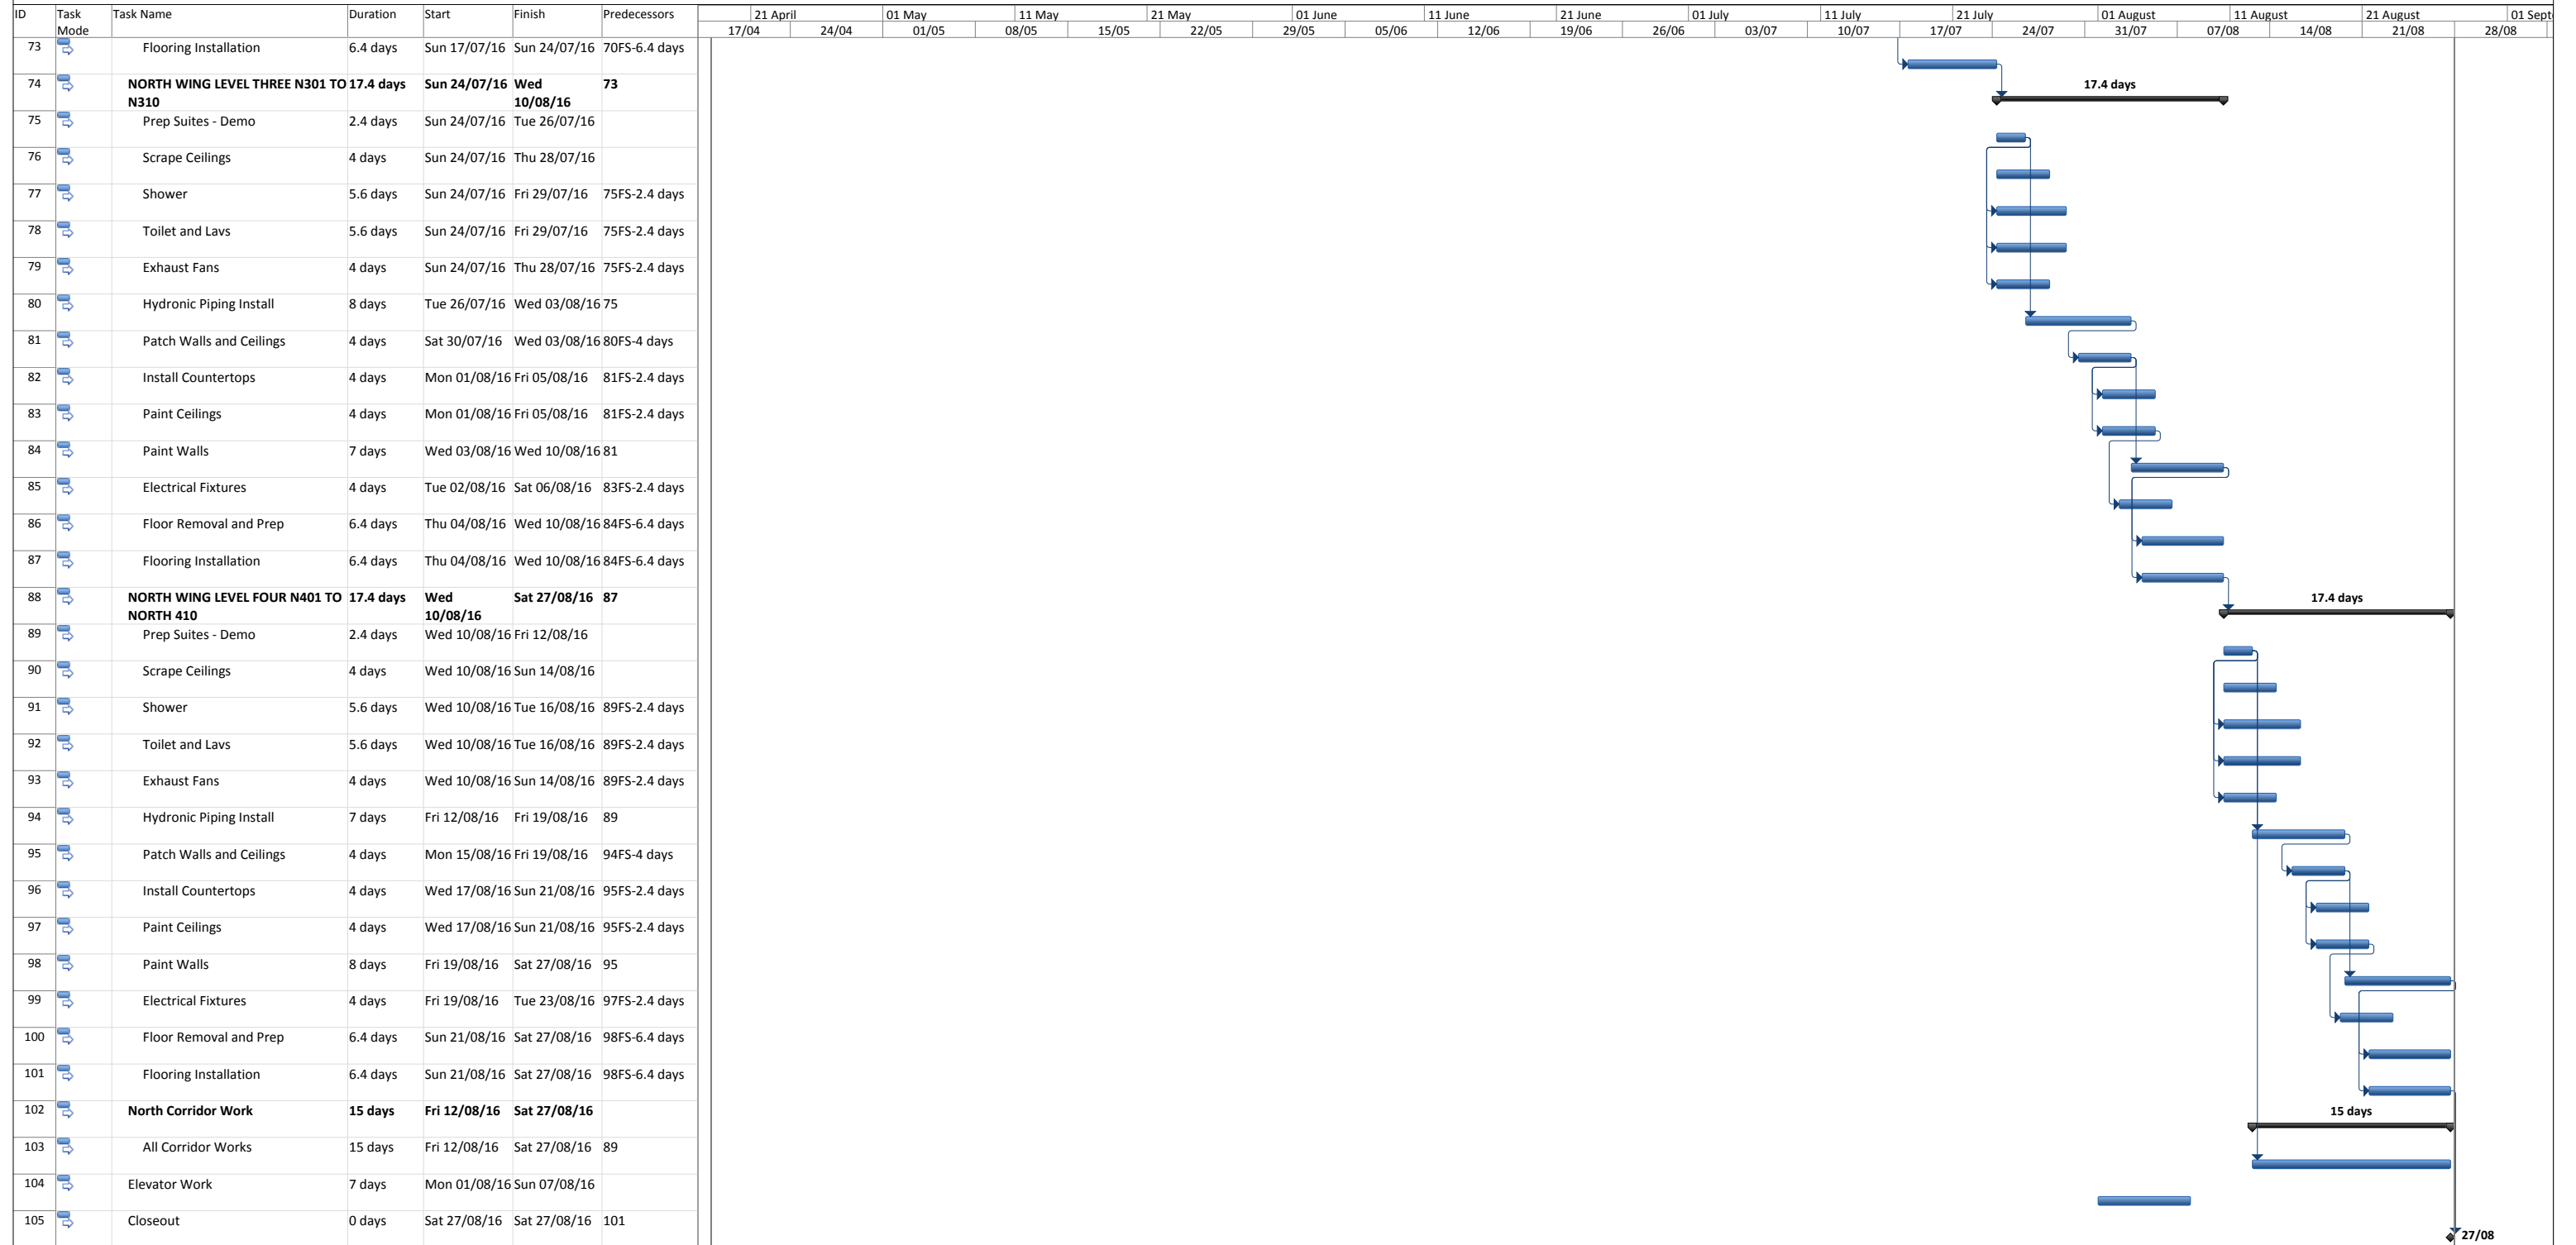 ID Task Mode Task Name Duration Start Finish Predecessors
21 April 01 May 11 May 21 May 01 June 11 June 21 June 01 July 11 July 21 July 01 August 11 August 21 August 01 Sept
17/04 24/04 01/05 08/05 15/05 22/05 29/05 05/06 12/06 19/06 26/06 03/07 10/07 17/07 24/07 31/07 07/08 14/08 21/08 28/08
73 Flooring Installation 6.4 days Sun 17/07/16 Sun 24/07/16 70FS-6.4 days
74 NORTH WING LEVEL THREE N301 TO N310 17.4 days Sun 24/07/16 Wed 10/08/16 73
17.4 days
75 Prep Suites - Demo 2.4 days Sun 24/07/16 Tue 26/07/16
76 Scrape Ceilings 4 days Sun 24/07/16 Thu 28/07/16
77 Shower 5.6 days Sun 24/07/16 Fri 29/07/16 75FS-2.4 days
78 Toilet and Lavs 5.6 days Sun 24/07/16 Fri 29/07/16 75FS-2.4 days
79 Exhaust Fans 4 days Sun 24/07/16 Thu 28/07/16 75FS-2.4 days
80 Hydronic Piping Install 8 days Tue 26/07/16 Wed 03/08/16 75
81 Patch Walls and Ceilings 4 days Sat 30/07/16 Wed 03/08/16 80FS-4 days
82 Install Countertops 4 days Mon 01/08/16 Fri 05/08/16 81FS-2.4 days
83 Paint Ceilings 4 days Mon 01/08/16 Fri 05/08/16 81FS-2.4 days
84 Paint Walls 7 days Wed 03/08/16 Wed 10/08/16 81
85 Electrical Fixtures 4 days Tue 02/08/16 Sat 06/08/16 83FS-2.4 days
86 Floor Removal and Prep 6.4 days Thu 04/08/16 Wed 10/08/16 84FS-6.4 days
87 Flooring Installation 6.4 days Thu 04/08/16 Wed 10/08/16 84FS-6.4 days
88 NORTH WING LEVEL FOUR N401 TO NORTH 410 17.4 days Wed 10/08/16 Sat 27/08/16 87
17.4 days
89 Prep Suites - Demo 2.4 days Wed 10/08/16 Fri 12/08/16
90 Scrape Ceilings 4 days Wed 10/08/16 Sun 14/08/16
91 Shower 5.6 days Wed 10/08/16 Tue 16/08/16 89FS-2.4 days
92 Toilet and Lavs 5.6 days Wed 10/08/16 Tue 16/08/16 89FS-2.4 days
93 Exhaust Fans 4 days Wed 10/08/16 Sun 14/08/16 89FS-2.4 days
94 Hydronic Piping Install 7 days Fri 12/08/16 Fri 19/08/16 89
95 Patch Walls and Ceilings 4 days Mon 15/08/16 Fri 19/08/16 94FS-4 days
96 Install Countertops 4 days Wed 17/08/16 Sun 21/08/16 95FS-2.4 days
97 Paint Ceilings 4 days Wed 17/08/16 Sun 21/08/16 95FS-2.4 days
98 Paint Walls 8 days Fri 19/08/16 Sat 27/08/16 95
99 Electrical Fixtures 4 days Fri 19/08/16 Tue 23/08/16 97FS-2.4 days
100 Floor Removal and Prep 6.4 days Sun 21/08/16 Sat 27/08/16 98FS-6.4 days
101 Flooring Installation 6.4 days Sun 21/08/16 Sat 27/08/16 98FS-6.4 days
102 North Corridor Work 15 days Fri 12/08/16 Sat 27/08/16
15 days
103 All Corridor Works 15 days Fri 12/08/16 Sat 27/08/16 89
104 Elevator Work 7 days Mon 01/08/16 Sun 07/08/16
105 Closeout 0 days Sat 27/08/16 Sat 27/08/16 101
27/08